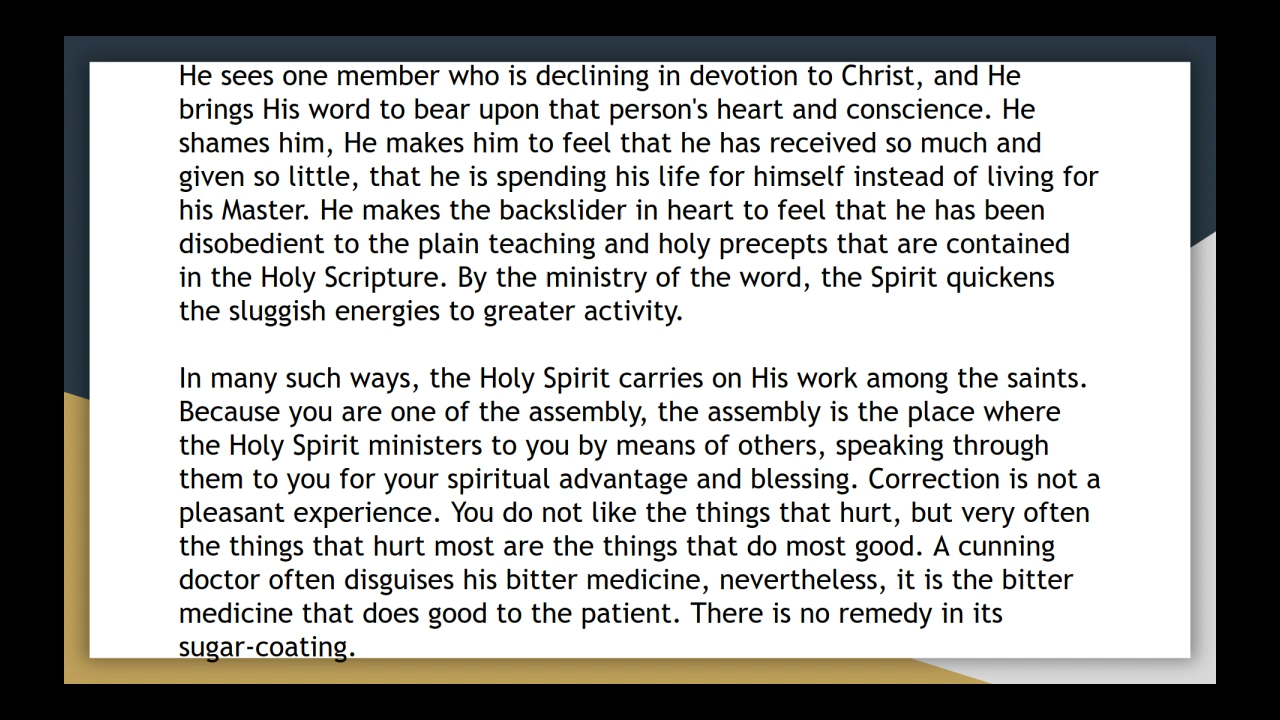 He sees one member who is declining in devotion to Christ, and He
brings His word to bear upon that person's heart and conscience. He
shames him, He makes him to feel that he has received so much and
given so little, that he is spending his life for himself instead of living for
his Master. He makes the backslider in heart to feel that he has been
disobedient to the plain teaching and holy precepts that are contained
in the Holy Scripture. By the ministry of the word, the Spirit quickens
the sluggish energies to greater activity.

In many such ways, the Holy Spirit carries on His work among the saints.
Because you are one of the assembly, the assembly is the place where
the Holy Spirit ministers to you by means of others, speaking through
them to you for your spiritual advantage and blessing. Correction is not a
pleasant experience. You do not like the things that hurt, but very often
the things that hurt most are the things that do most good. A cunning
doctor often disguises his bitter medicine, nevertheless, it is the bitter
medicine that does good to the patient. There is no remedy in its
sugar-coating.